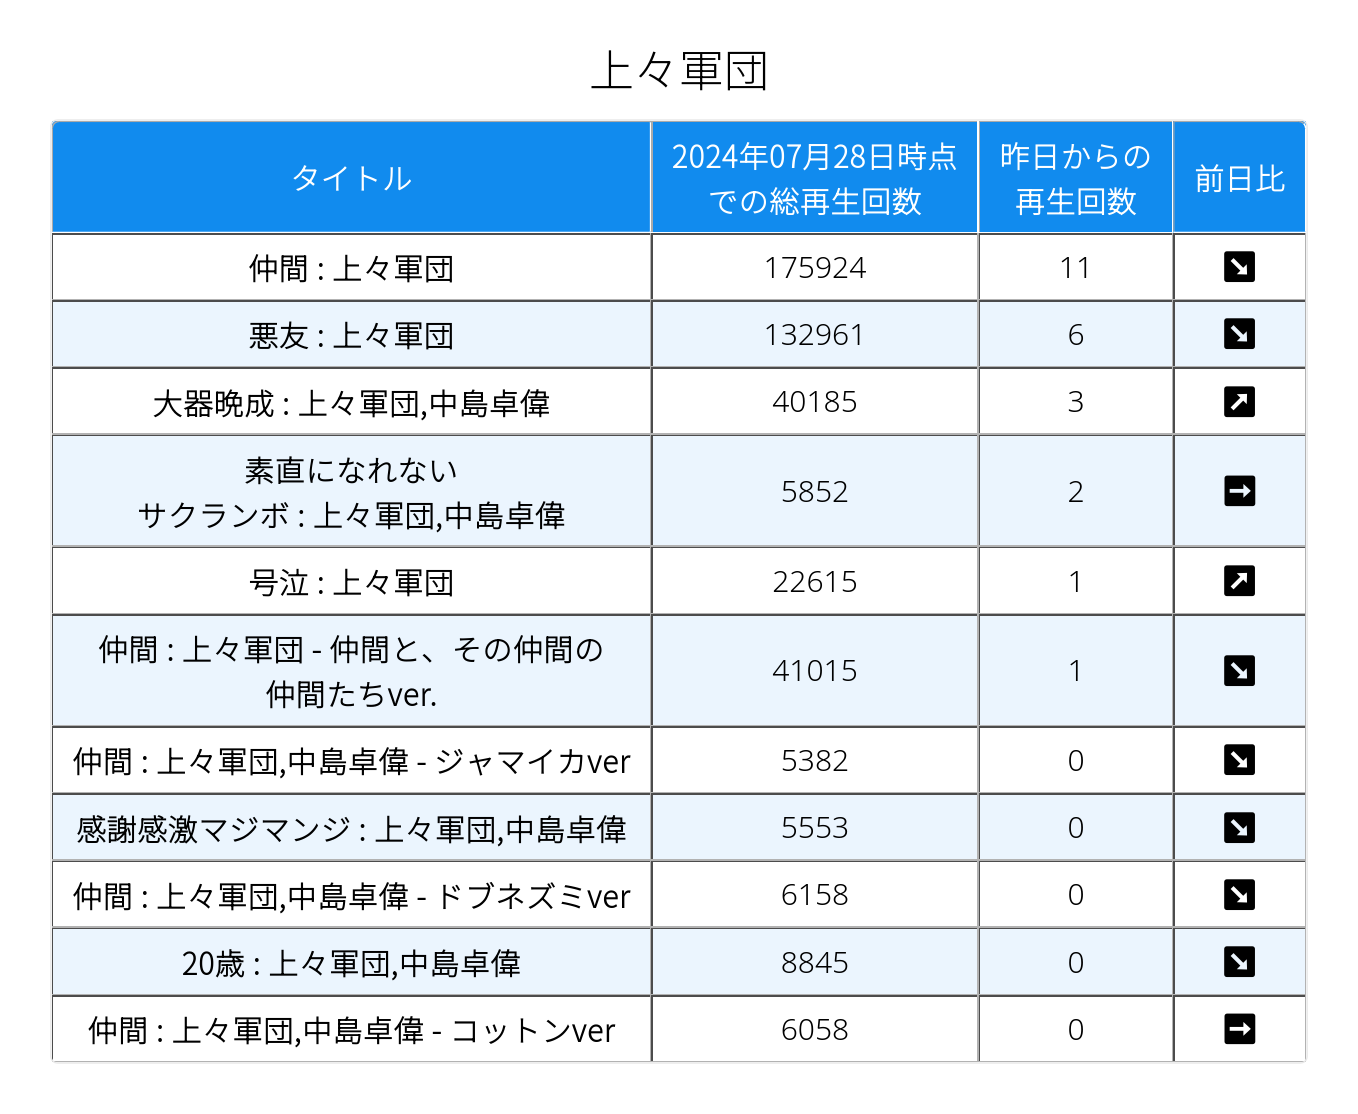 上々軍団
タイトル
2024年07月28日時点
での総再生回数
昨日からの
再生回数
前日比
仲間 : 上々軍団
175924
11
↘
悪友 : 上々軍団
132961
6
↘
大器晩成 : 上々軍団,中島卓偉
40185
3
↗
素直になれない
サクランボ : 上々軍団,中島卓偉
5852
2
→
号泣 : 上々軍団
22615
1
↗
仲間 : 上々軍団 - 仲間と、その仲間の
仲間たちver.
41015
1
↘
仲間 : 上々軍団,中島卓偉 - ジャマイカver
5382
0
↘
感謝感激マジマンジ : 上々軍団,中島卓偉
5553
0
↘
仲間 : 上々軍団,中島卓偉 - ドブネズミver
6158
0
↘
20歳 : 上々軍団,中島卓偉
8845
0
↘
仲間 : 上々軍団,中島卓偉 - コットンver
6058
0
→